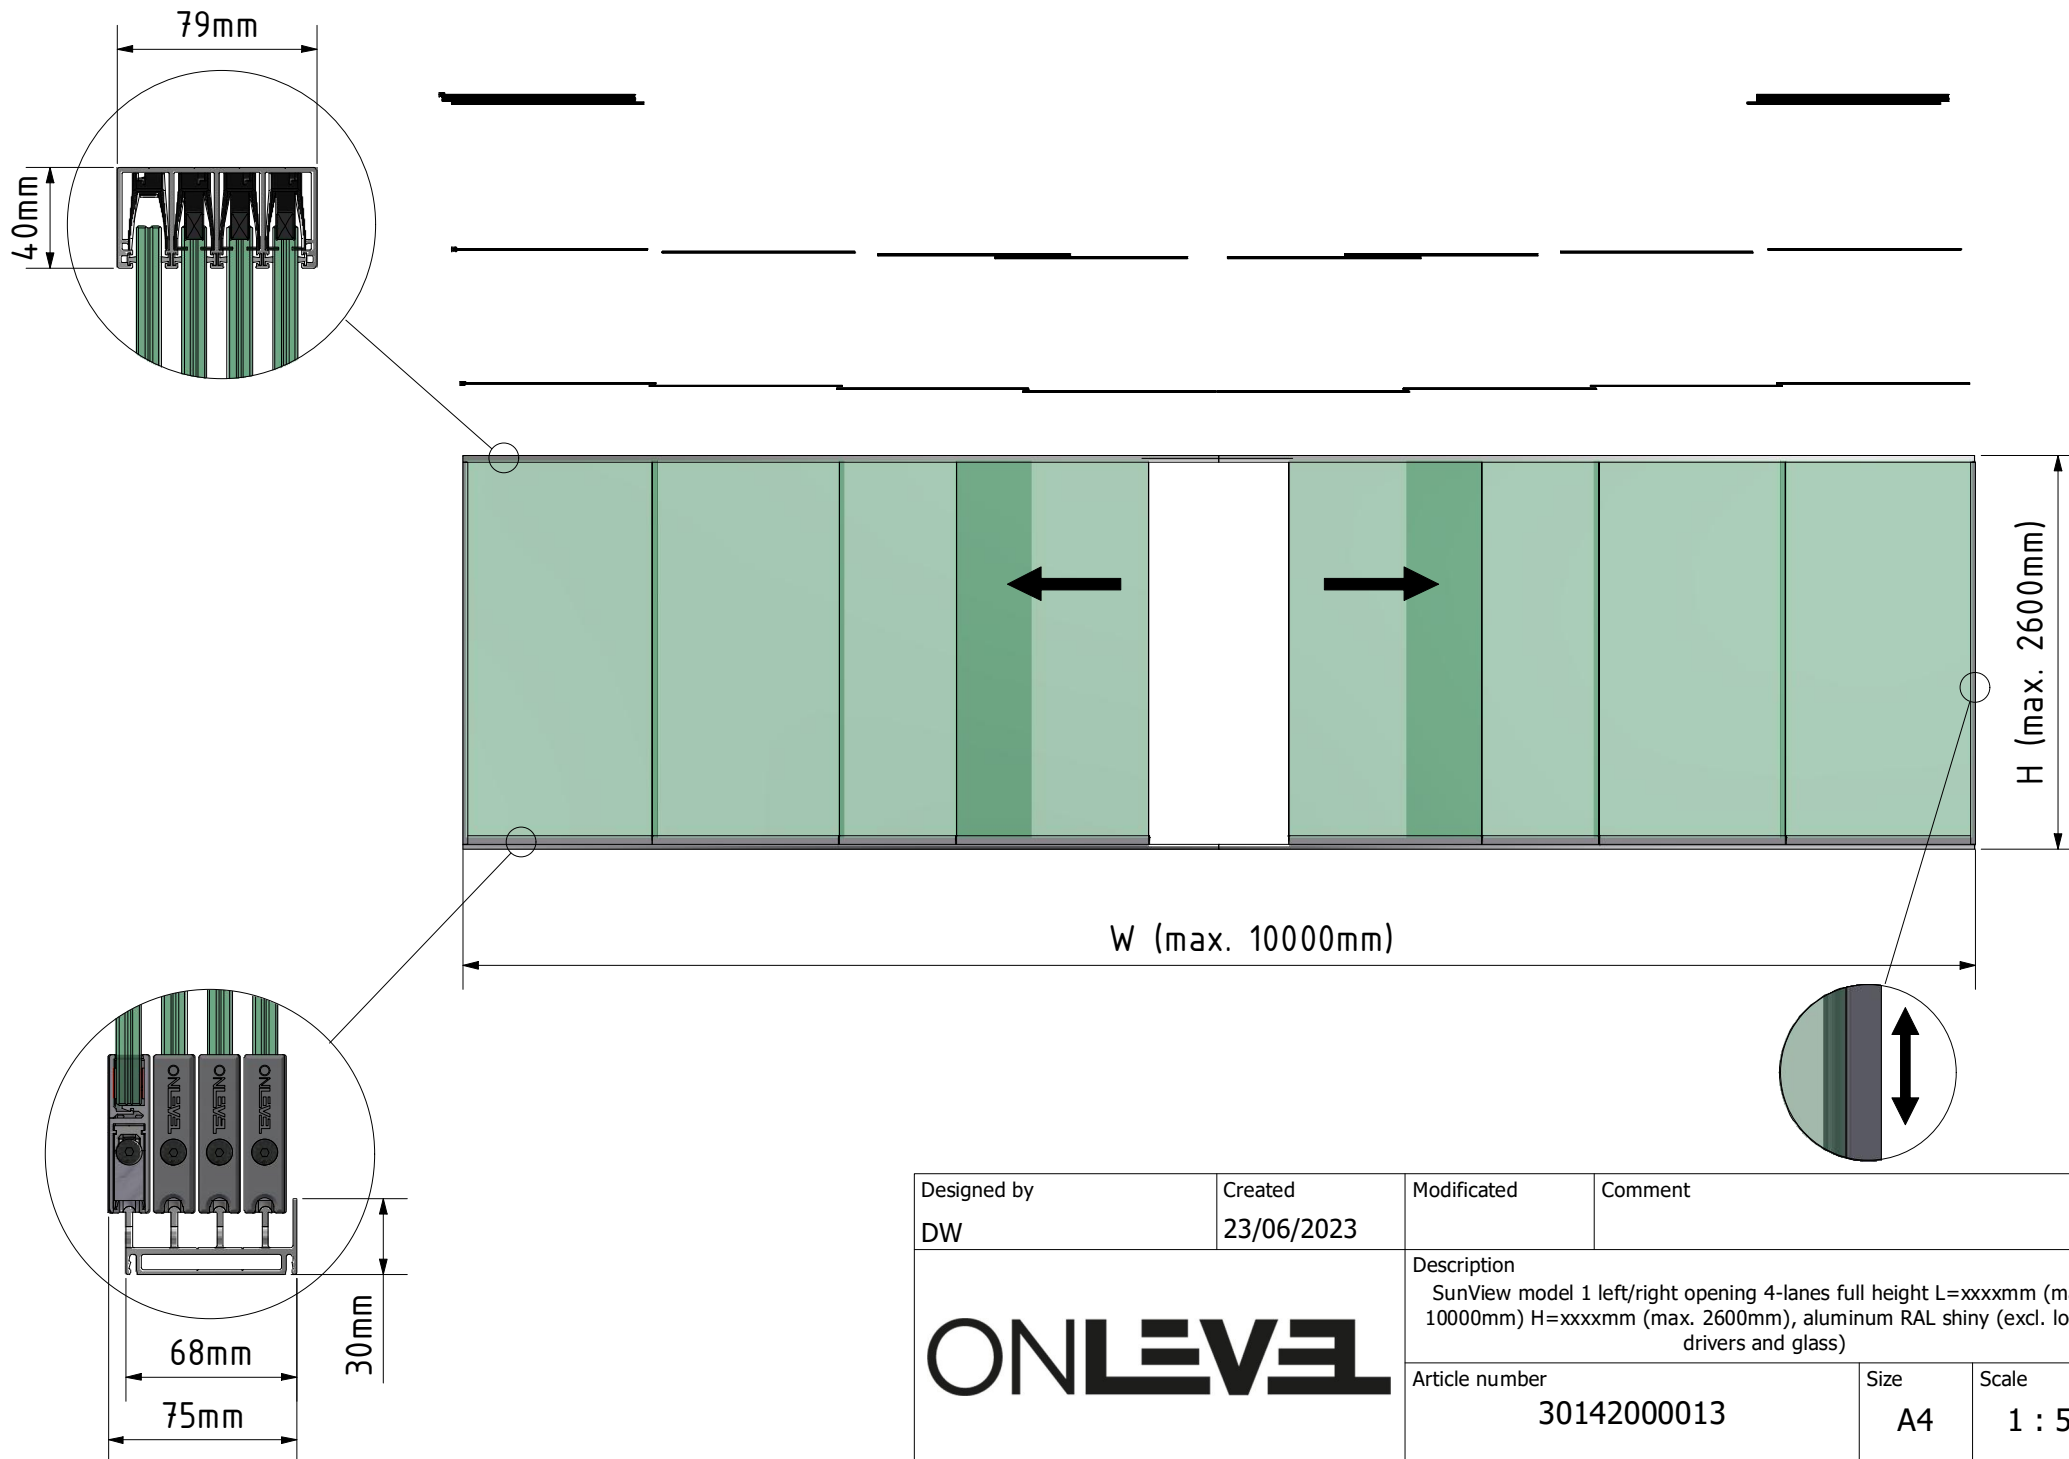 79mm
40mm
H (max. 2600mm)
W (max. 10000mm)
ONLEVEL
ONLEVEL
ONLEVEL
30mm
68mm
75mm
Designed by
DW
Created
23/06/2023
Modificated
Comment
ONLEVEL
Description
SunView model 1 left/right opening 4-lanes full height L=xxxxmm (m
10000mm) H=xxxxmm (max. 2600mm), aluminum RAL shiny (excl. lo
drivers and glass)
Article number
30142000013
Size
A4
Scale
1 : 5